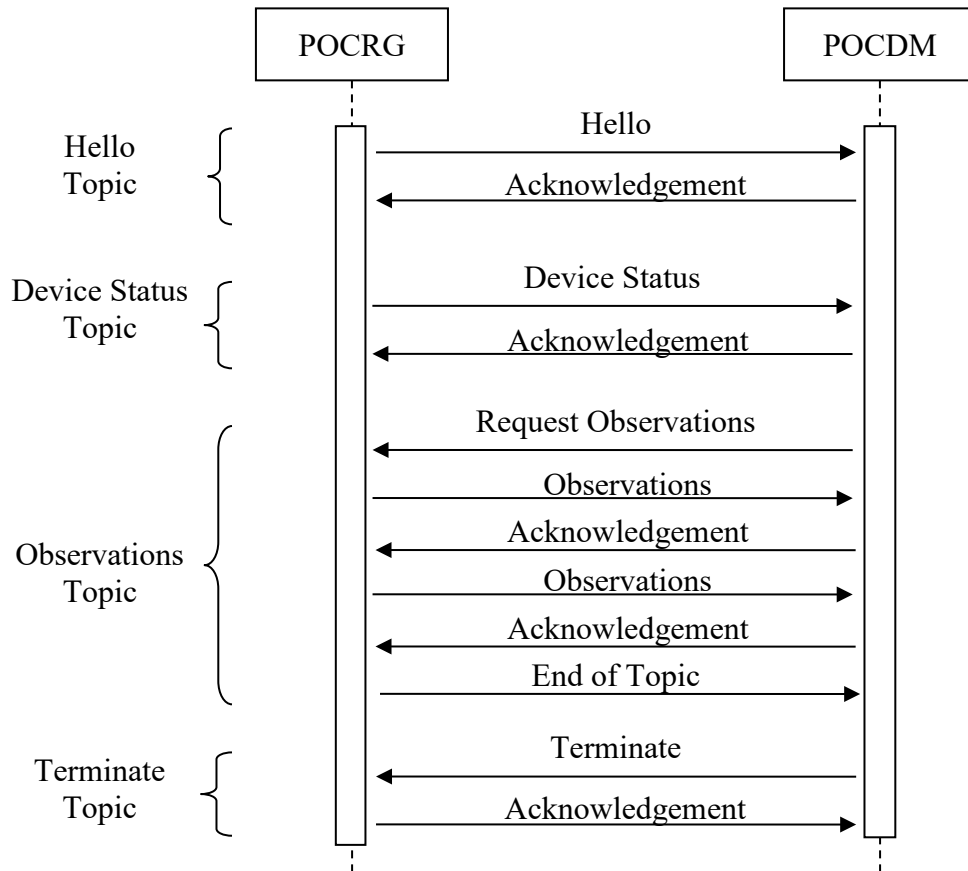 POCRG
POCDM
Hello
Topic
Hello
Acknowledgement
Device Status
Topic
Device Status
Acknowledgement
Observations
Topic
Request Observations
Observations
Acknowledgement
Observations
Acknowledgement
End of Topic
Terminate
Topic
Terminate
Acknowledgement